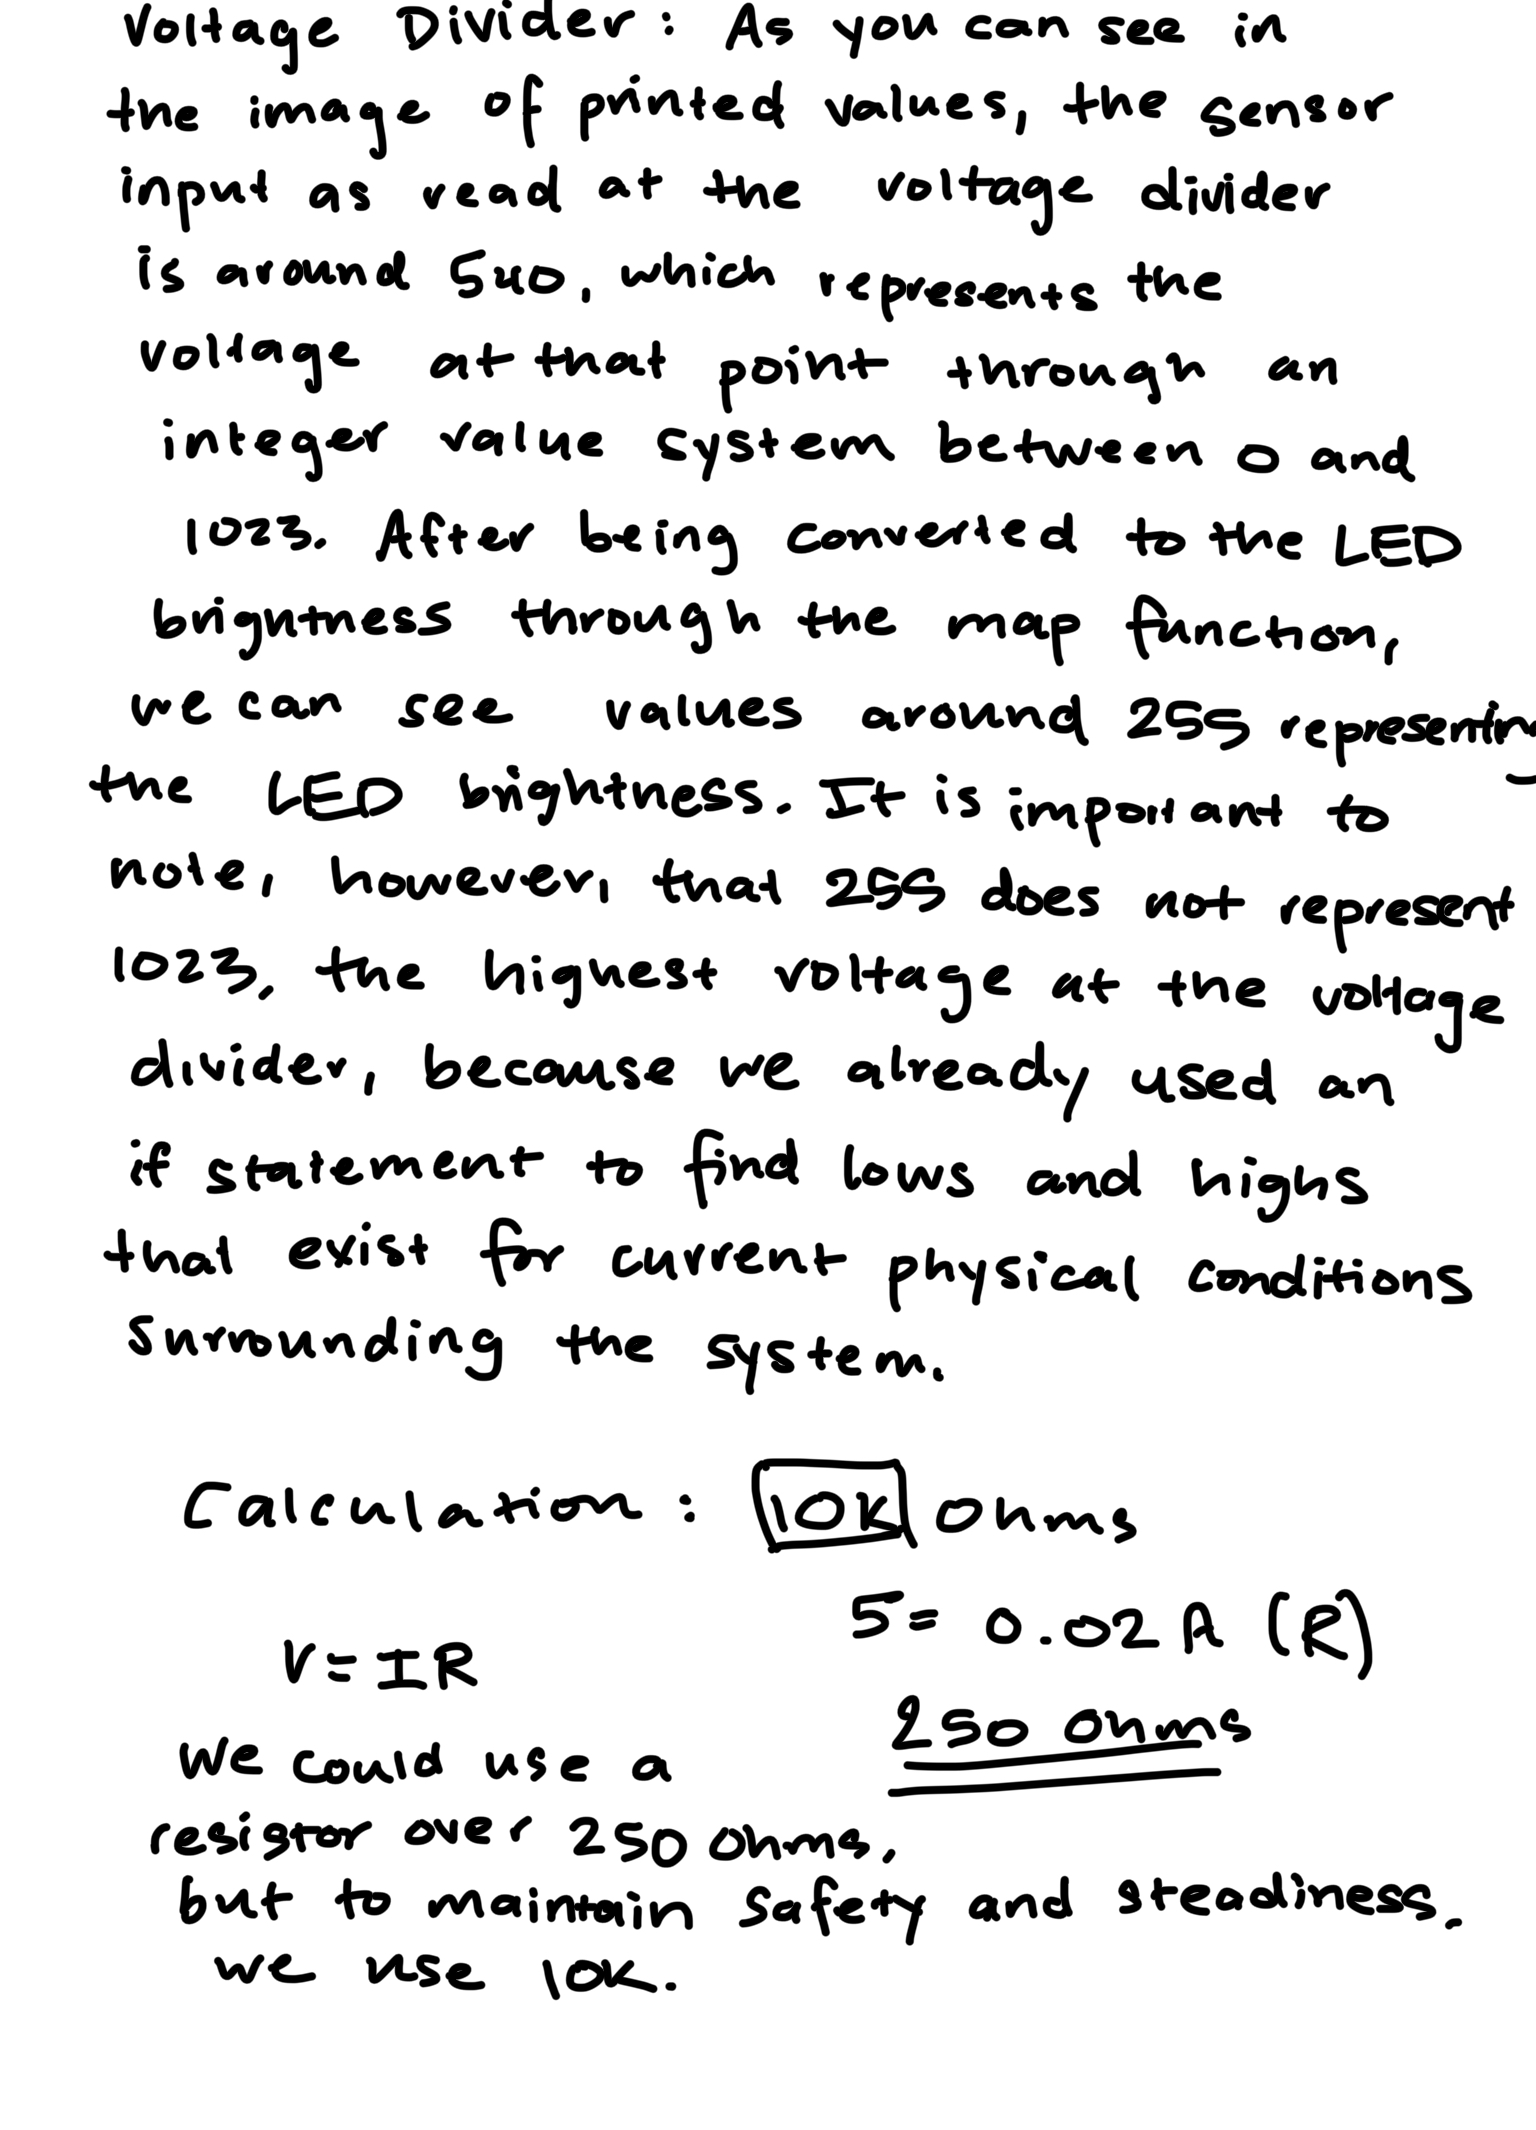 Voltage Divider: As you can see in
the image of printed values, the sensor
input as read at the voltage divider
is around 540, which represents the
voltage at that point through an
integer value system between 0 and
1023. After being converted to the LED
brightness through the map function,
we can see values around 255 representing
the LED brightness. It is important to
note, however, that 255 does not represent
1023, the highest voltage at the voltage
divider, because we already used an
if statement to find lows and highs
that exist for current physical conditions
surrounding the system.
Calculation: 10K ohms
5 = 0.02 A (R)
V = IR
250 ohms
We could use a
resistor over 250 ohms,
but to maintain safety and steadiness.
we use 10K.